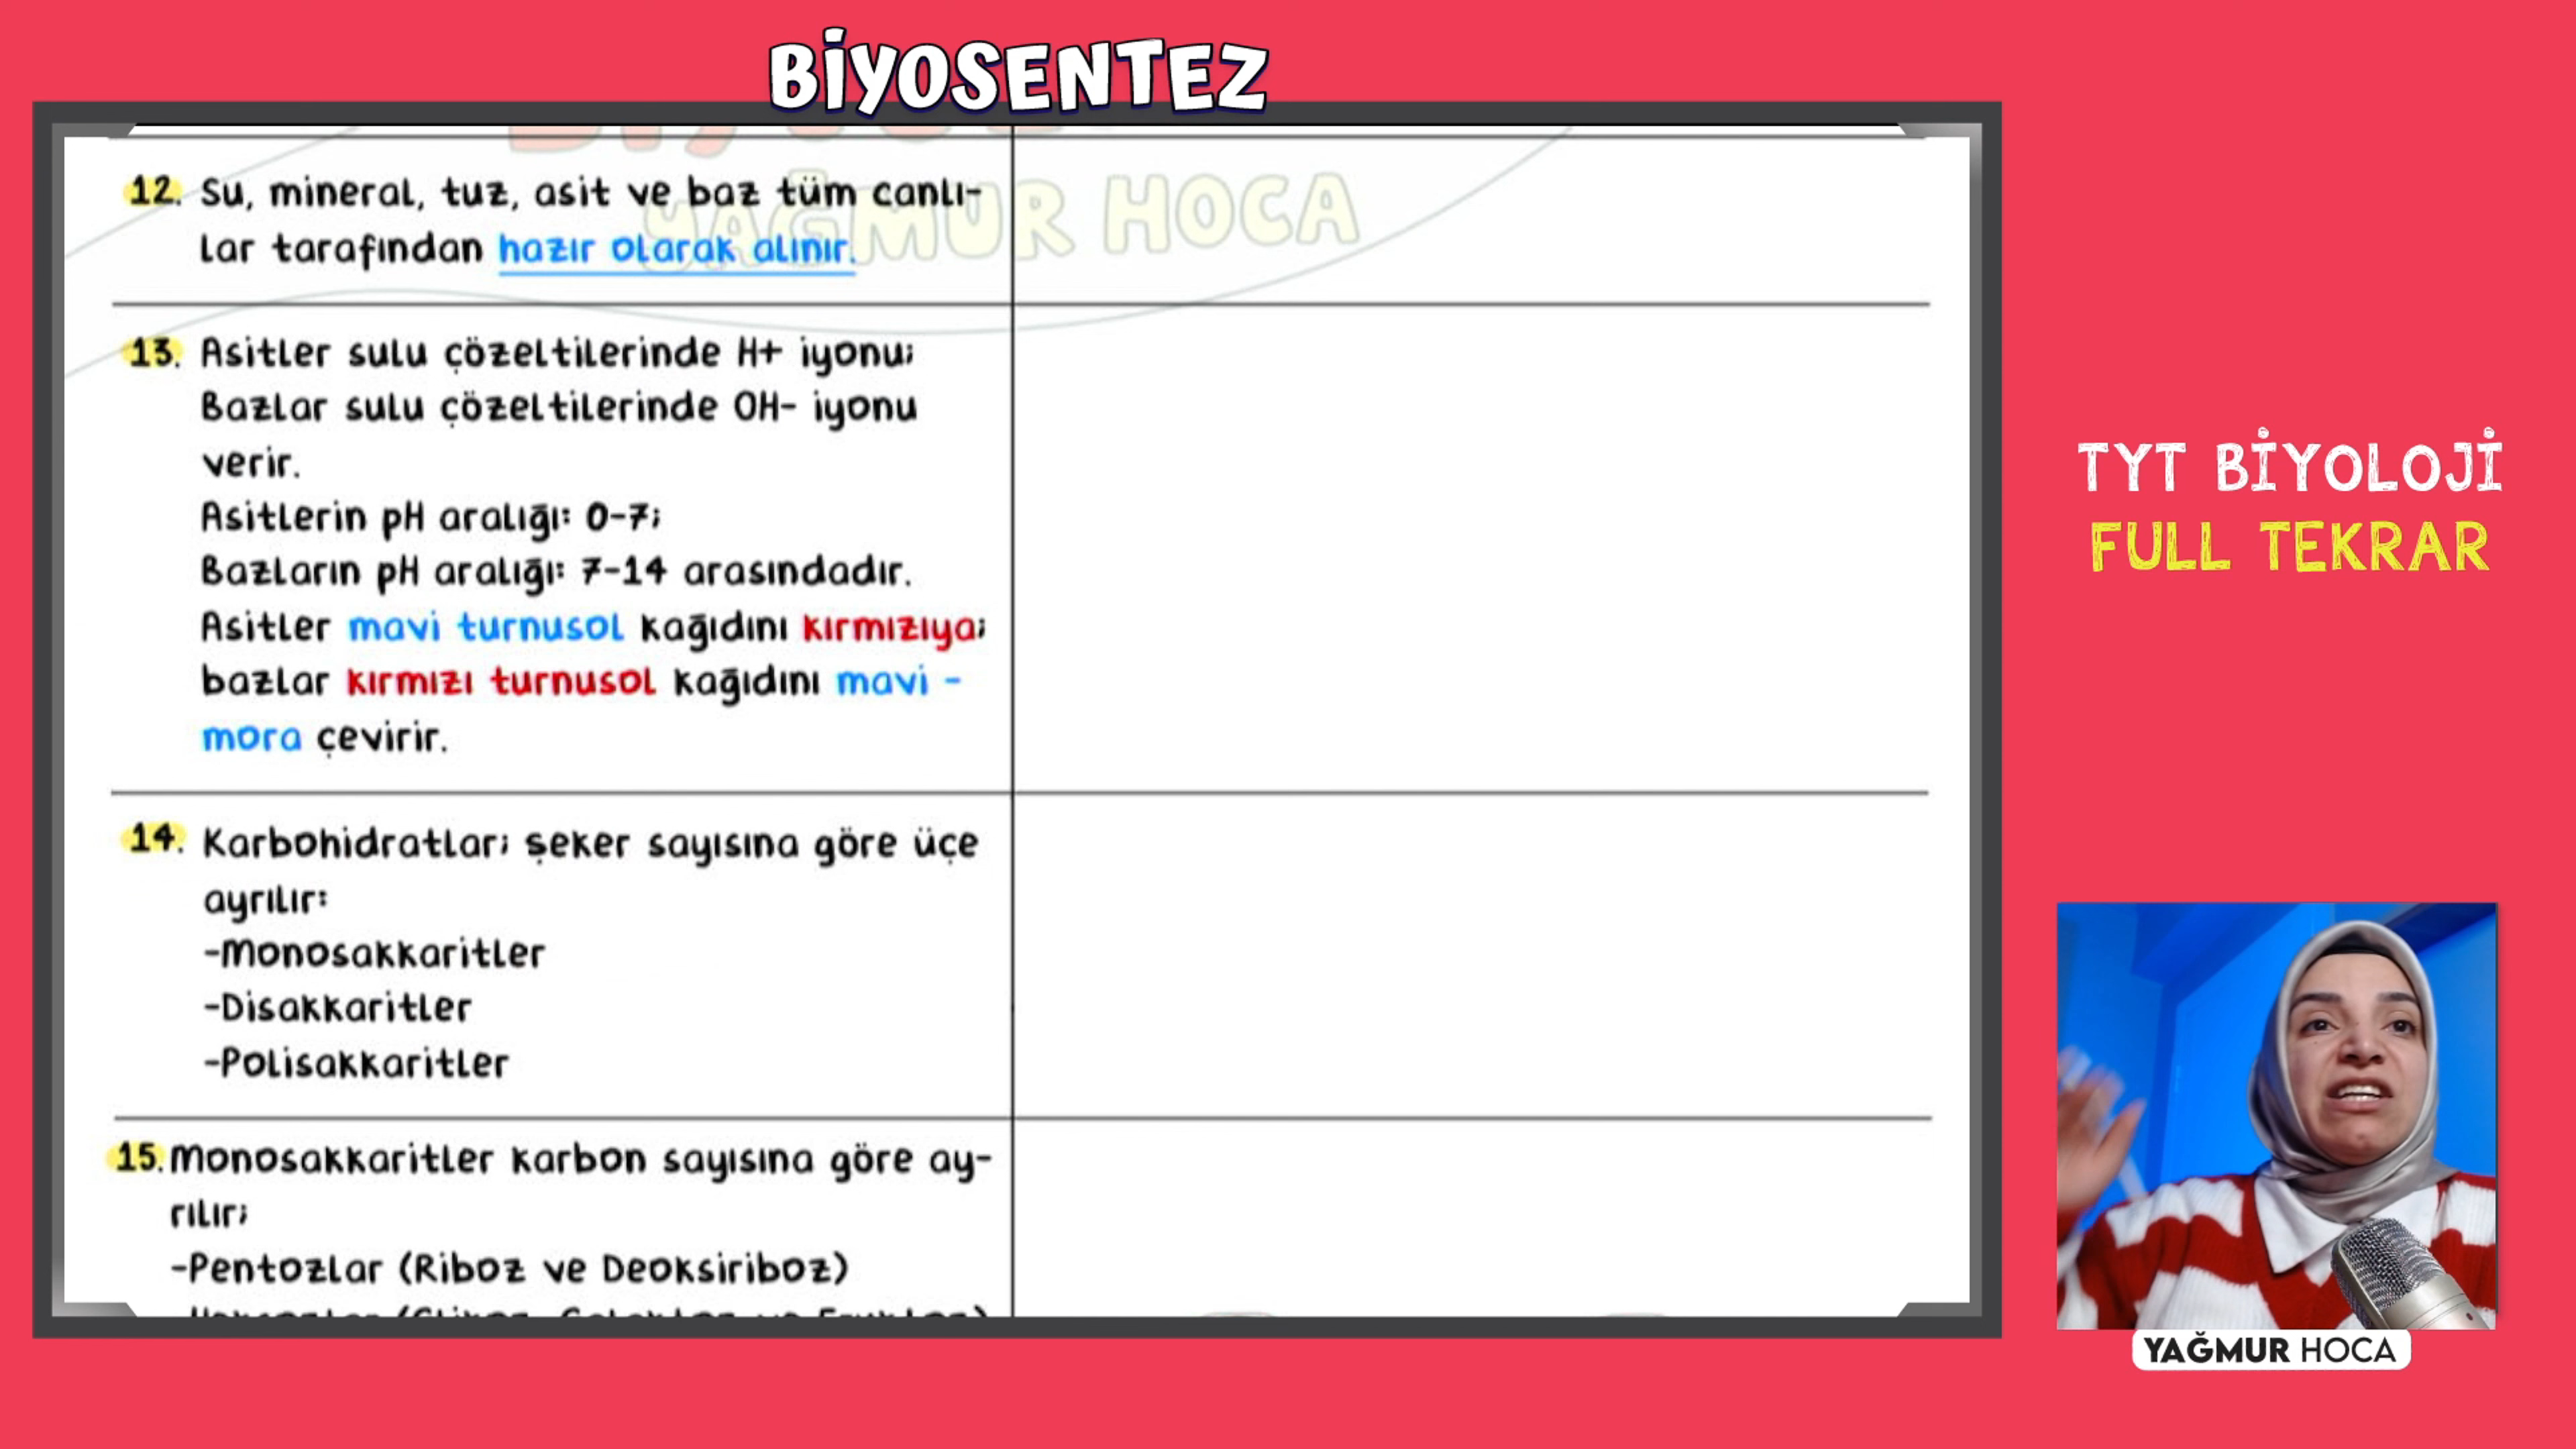 BİYOSENTEZ
YAĞMUR HOCA
12. Su, mineral, tuz, asit ve baz tüm canlı-
lar tarafından hazır olarak alınır.
13. Asitler sulu çözeltilerinde H+ iyonu;
Bazlar sulu çözeltilerinde OH- iyonu
verir.
Asitlerin pH aralığı: 0-7;
Bazların pH aralığı: 7-14 arasındadır.
Asitler mavi turnusol kağıdını kırmızıya;
bazlar kırmızı turnusol kağıdını mavi -
mora çevirir.
14. Karbohidratlar; şeker sayısına göre üçe
ayrılır:
-Monosakkaritler
-Disakkaritler
-Polisakkaritler
15. Monosakkaritler karbon sayısına göre ay-
rılır;
-Pentozlar (Riboz ve Deoksiriboz)
TYT BİYOLOJİ
FULL TEKRAR
YAĞMUR HOCA